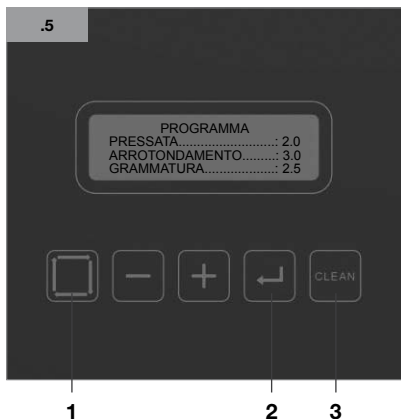 .5
PROGRAMMA
PRESSATA..........................: 2.0
ARROTONDAMENTO.........: 3.0
GRAMMATURA...................: 2.5
CLEAN
1 2 3